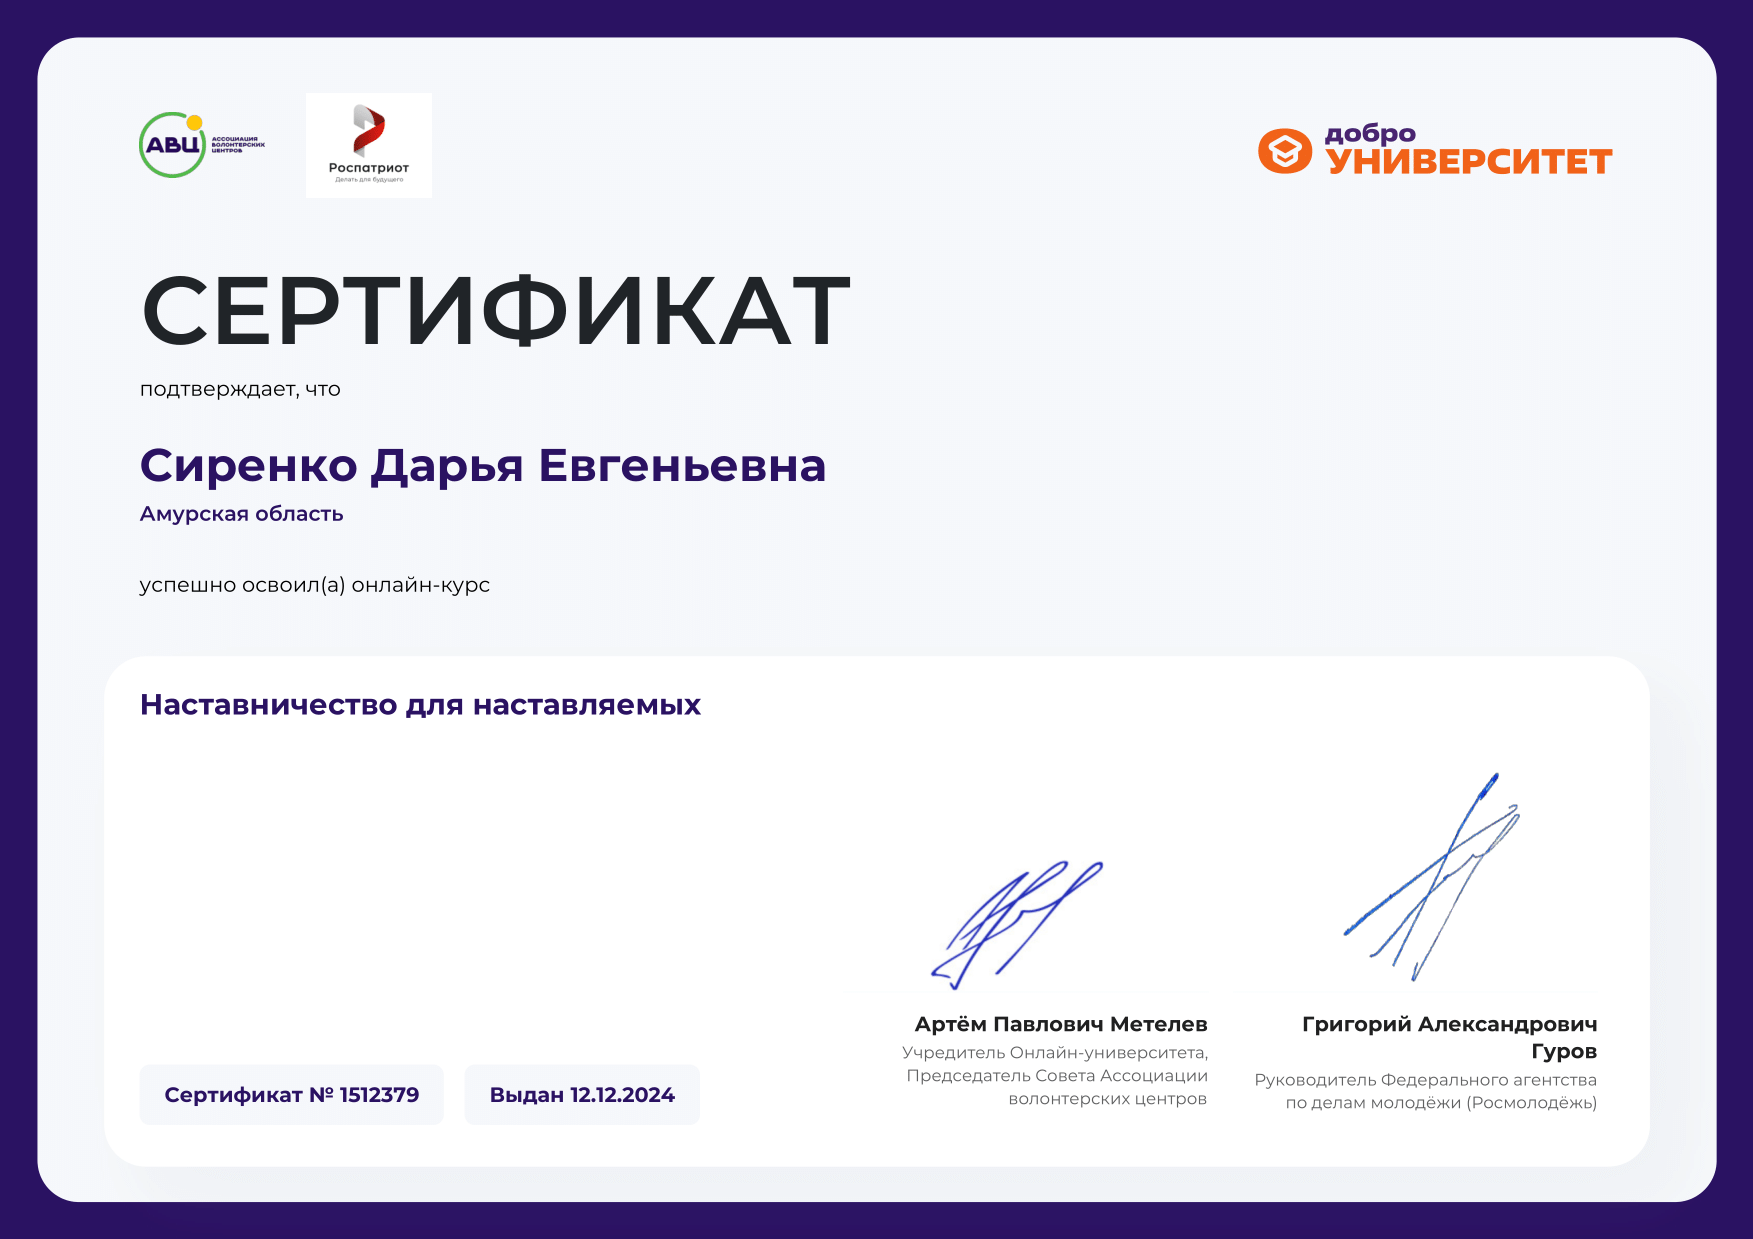 АВЦ
АССОЦИАЦИЯ
ВОЛОНТЕРСКИХ
ЦЕНТРОВ
Роспатриот
Делать для будущего
добро
УНИВЕРСИТЕТ
СЕРТИФИКАТ
подтверждает, что
Сиренко Дарья Евгеньевна
Амурская область
успешно освоил(а) онлайн-курс
Наставничество для наставляемых
Артём Павлович Метелев
Учредитель Онлайн-университета,
Председатель Совета Ассоциации
волонтерских центров
Григорий Александрович
Гуров
Руководитель Федерального агентства
по делам молодёжи (Росмолодёжь)
Сертификат № 1512379
Выдан 12.12.2024